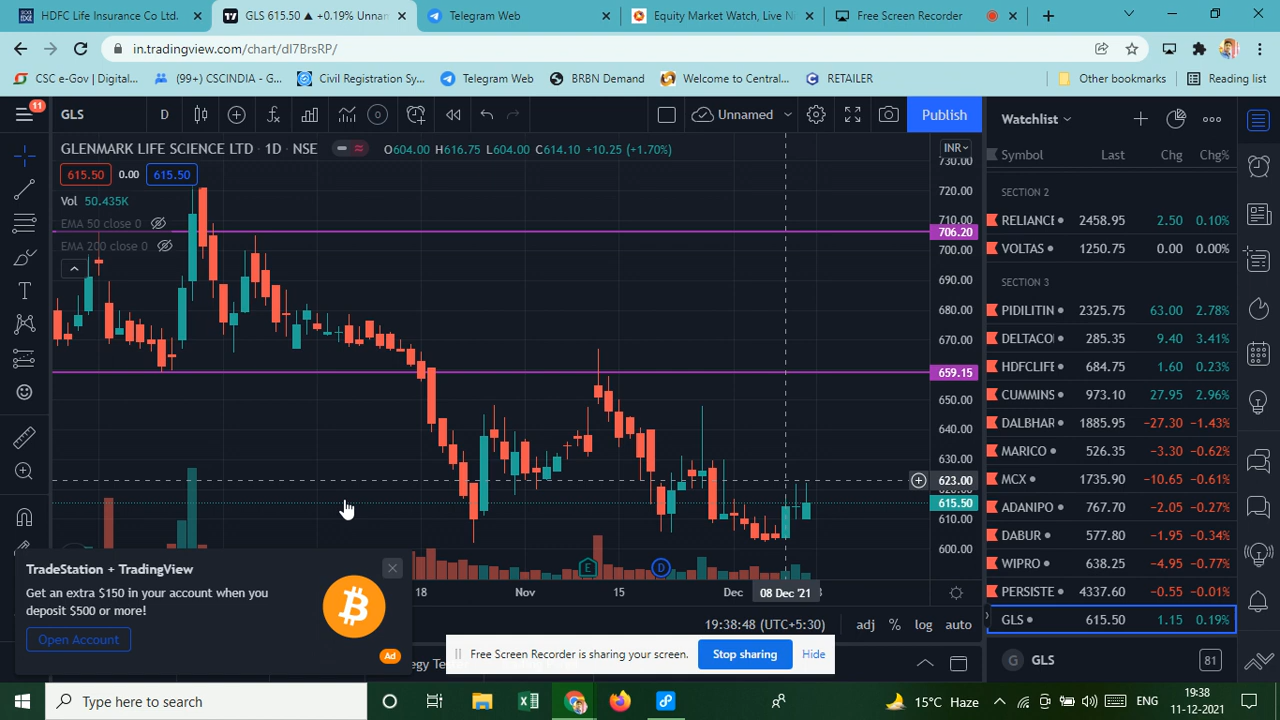 HDFC Life Insurance Co Ltd.
GLS 615.50 ▲ +0.19% Unnam
Telegram Web
Equity Market Watch, Live Ni
Free Screen Recorder
in.tradingview.com/chart/dI7BrsRP/
CSC e-Gov | Digital...
(99+) CSCINDIA - G...
Civil Registration Sy...
Telegram Web
BRBN Demand
Welcome to Central...
RETAILER
Other bookmarks
Reading list
11
GLS
D
Unnamed
Publish
GLENMARK LIFE SCIENCE LTD · 1D · NSE
O604.00 H616.75 L604.00 C614.10 +10.25 (+1.70%)
615.50 0.00 615.50
Vol 50.435K
EMA 50 close 0
EMA 200 close 0
INR
730.00
720.00
710.00
706.20
700.00
690.00
680.00
670.00
659.15
650.00
640.00
630.00
623.00
615.50
610.00
600.00
E
D
18
Nov
15
Dec
08 Dec '21
19:38:48 (UTC+5:30)
adj % log auto
Watchlist
Symbol Last Chg Chg%
SECTION 2
RELIANCE 2458.95 2.50 0.10%
VOLTAS 1250.75 0.00 0.00%
SECTION 3
PIDILITIN 2325.75 63.00 2.78%
DELTACO 285.35 9.40 3.41%
HDFCLIFE 684.75 1.60 0.23%
CUMMINS 973.10 27.95 2.96%
DALBHAR 1885.95 -27.30 -1.43%
MARICO 526.35 -3.30 -0.62%
MCX 1735.90 -10.65 -0.61%
ADANIPO 767.70 -2.05 -0.27%
DABUR 577.80 -1.95 -0.34%
WIPRO 638.25 -4.95 -0.77%
PERSISTE 4337.60 -0.55 -0.01%
GLS 615.50 1.15 0.19%
G GLS 81
TradeStation + TradingView
Get an extra $150 in your account when you
deposit $500 or more!
Open Account
Ad
Free Screen Recorder is sharing your screen.
Stop sharing
Hide
Type here to search
15°C Haze
ENG
19:38
11-12-2021